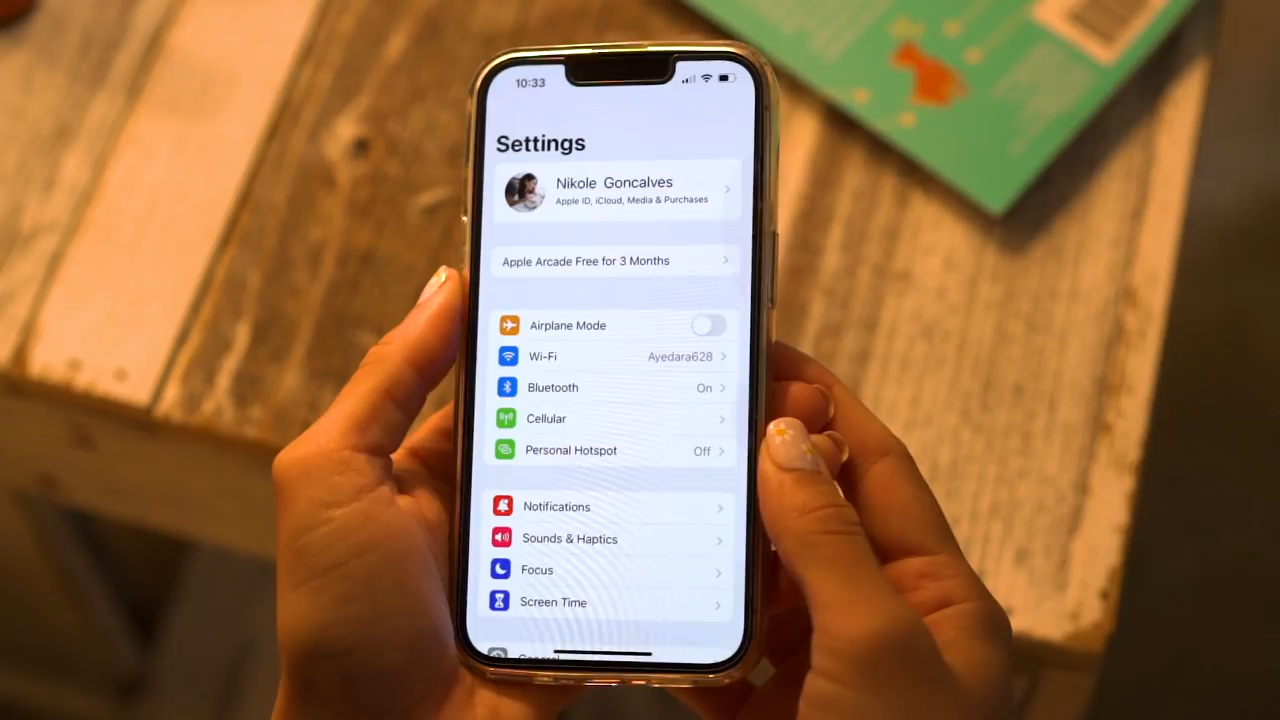 10:33
Settings
Nikole Goncalves
Apple ID, iCloud, Media & Purchases
Apple Arcade Free for 3 Months
Airplane Mode
Wi-Fi Ayedara628
Bluetooth On
Cellular
Personal Hotspot Off
Notifications
Sounds & Haptics
Focus
Screen Time
General